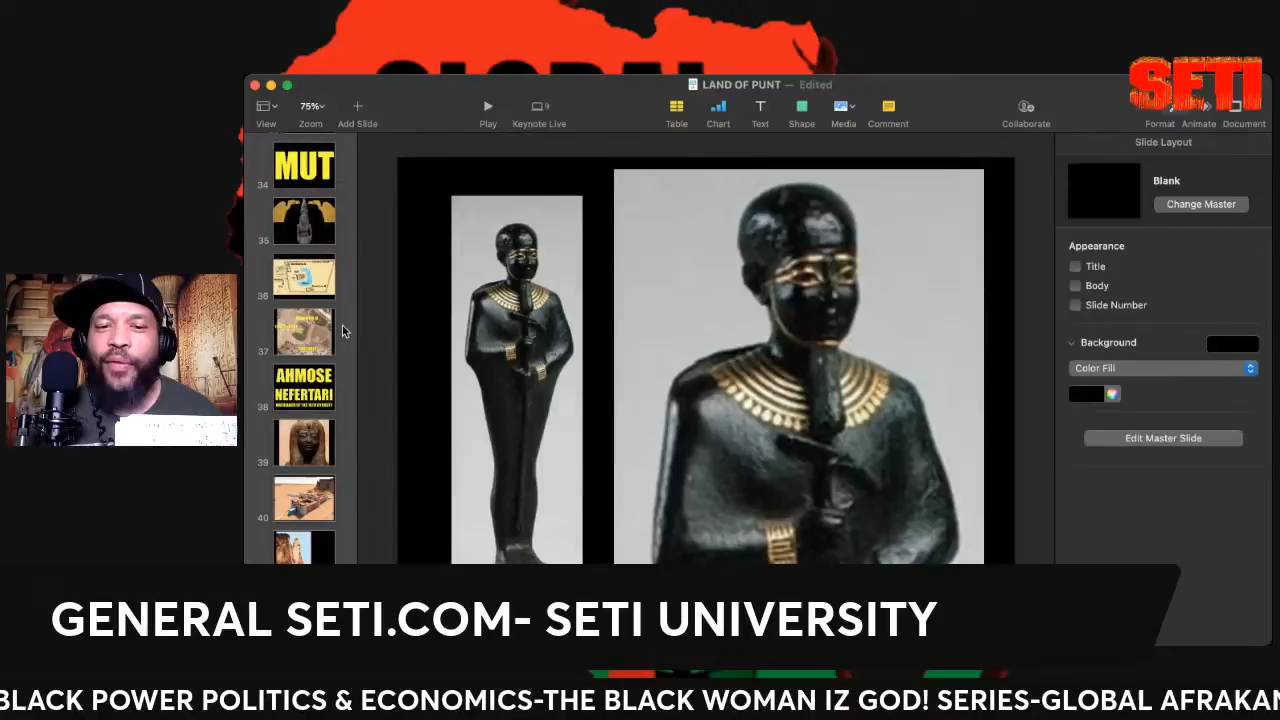 SETI
LAND OF PUNT — Edited
75%
View Zoom Add Slide Play Keynote Live Table Chart Text Shape Media Comment Collaborate Format Animate Document
Slide Layout
MUT
34
Blank
Change Master
35
Appearance
Title
Body
Slide Number
36
Background
Color Fill
37
AHMOSE
NEFERTARI
38
Edit Master Slide
39
40
GENERAL SETI.COM- SETI UNIVERSITY
BLACK POWER POLITICS & ECONOMICS-THE BLACK WOMAN IZ GOD! SERIES-GLOBAL AFRAKAN